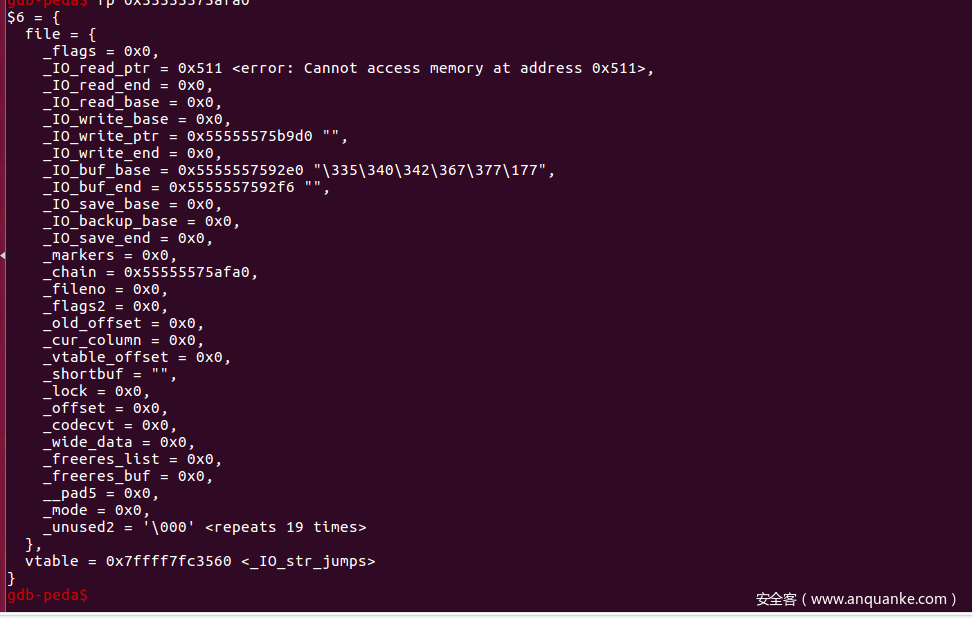 gdb-peda$ fp 0x55555575afa0
$6 = {
  file = {
    _flags = 0x0,
    _IO_read_ptr = 0x511 <error: Cannot access memory at address 0x511>,
    _IO_read_end = 0x0,
    _IO_read_base = 0x0,
    _IO_write_base = 0x0,
    _IO_write_ptr = 0x55555575b9d0 "",
    _IO_write_end = 0x0,
    _IO_buf_base = 0x5555557592e0 "\335\340\342\367\377\177",
    _IO_buf_end = 0x5555557592f6 "",
    _IO_save_base = 0x0,
    _IO_backup_base = 0x0,
    _IO_save_end = 0x0,
    _markers = 0x0,
    _chain = 0x55555575afa0,
    _fileno = 0x0,
    _flags2 = 0x0,
    _old_offset = 0x0,
    _cur_column = 0x0,
    _vtable_offset = 0x0,
    _shortbuf = "",
    _lock = 0x0,
    _offset = 0x0,
    _codecvt = 0x0,
    _wide_data = 0x0,
    _freeres_list = 0x0,
    _freeres_buf = 0x0,
    __pad5 = 0x0,
    _mode = 0x0,
    _unused2 = '\000' <repeats 19 times>
  },
  vtable = 0x7ffff7fc3560 <_IO_str_jumps>
}
gdb-peda$
安全客（www.anquanke.com）